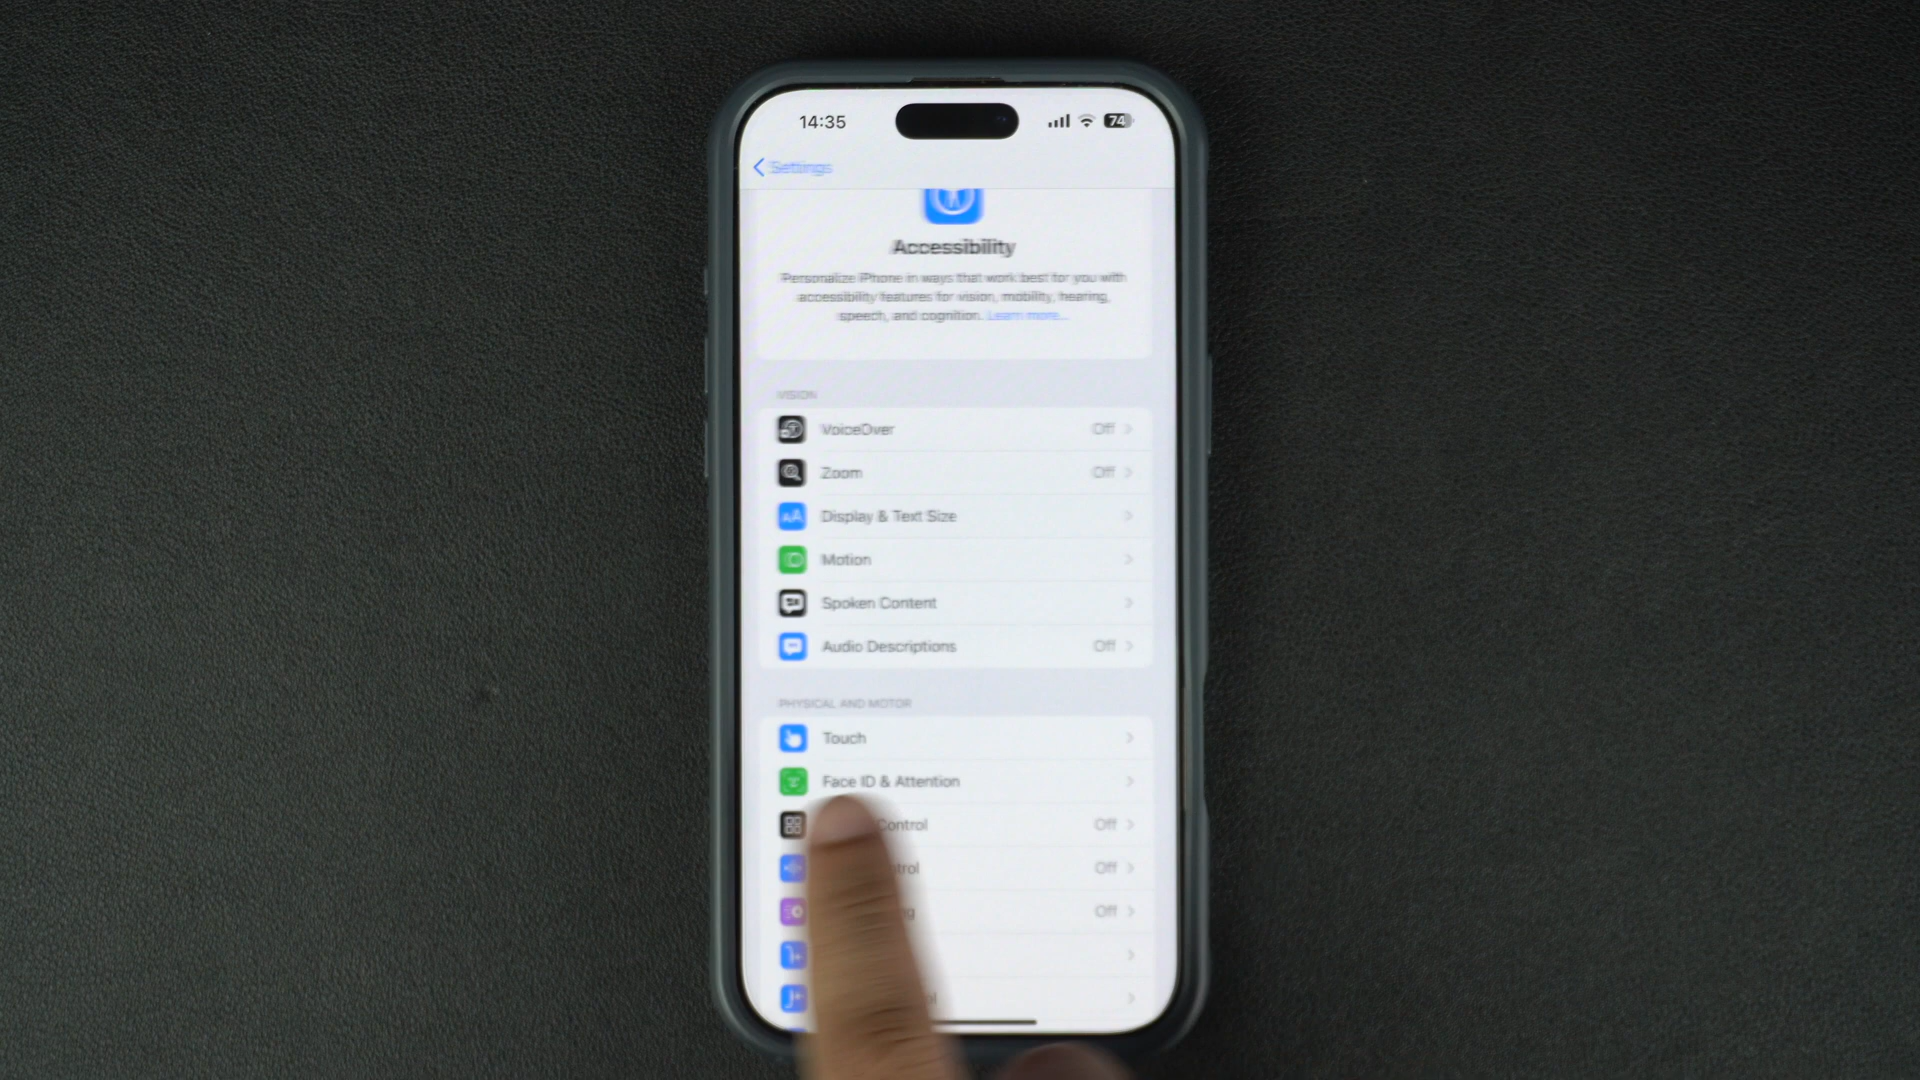 14:35
74
Settings
Accessibility
Personalize iPhone in ways that work best for you with
accessibility features for vision, mobility, hearing,
speech, and cognition. Learn more...
VISION
VoiceOver Off
Zoom Off
Display & Text Size
Motion
Spoken Content
Audio Descriptions Off
PHYSICAL AND MOTOR
Touch
Face ID & Attention
Control Off
Off
Off